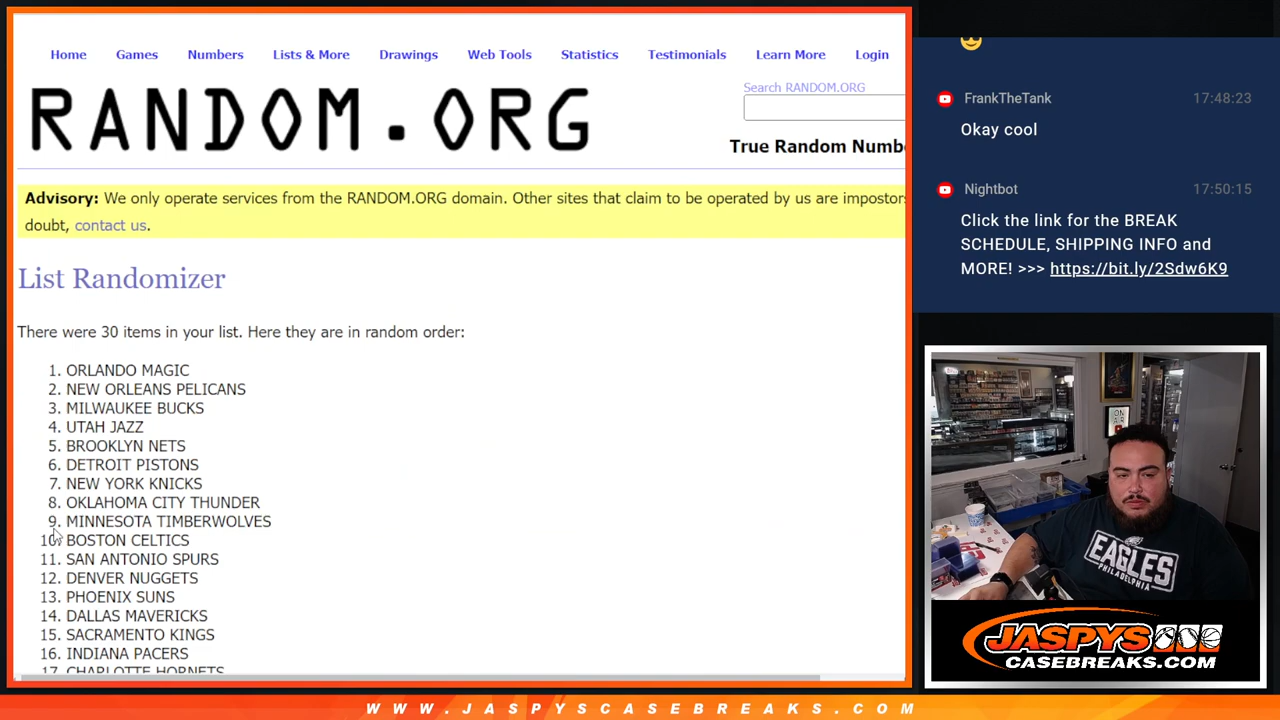 Home Games Numbers Lists & More Drawings Web Tools Statistics Testimonials Learn More Login
RANDOM.ORG
Search RANDOM.ORG
True Random Numb
Advisory: We only operate services from the RANDOM.ORG domain. Other sites that claim to be operated by us are impostors
doubt, contact us.
List Randomizer
There were 30 items in your list. Here they are in random order:
1. ORLANDO MAGIC
2. NEW ORLEANS PELICANS
3. MILWAUKEE BUCKS
4. UTAH JAZZ
5. BROOKLYN NETS
6. DETROIT PISTONS
7. NEW YORK KNICKS
8. OKLAHOMA CITY THUNDER
9. MINNESOTA TIMBERWOLVES
10. BOSTON CELTICS
11. SAN ANTONIO SPURS
12. DENVER NUGGETS
13. PHOENIX SUNS
14. DALLAS MAVERICKS
15. SACRAMENTO KINGS
16. INDIANA PACERS
17. CHARLOTTE HORNETS
FrankTheTank 17:48:23
Okay cool
Nightbot 17:50:15
Click the link for the BREAK
SCHEDULE, SHIPPING INFO and
MORE! >>> https://bit.ly/2Sdw6K9
ON
AIR
EAGLES
PHILADELPHIA
JASPYS
CASEBREAKS.COM
WWW.JASPYSCASEBREAKS.COM